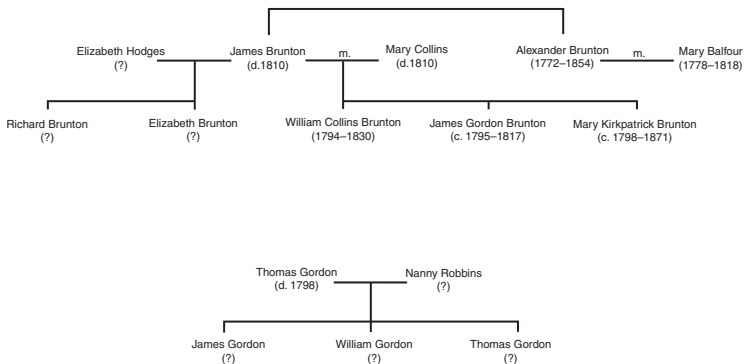 Elizabeth Hodges
(?)
James Brunton
(d.1810)
m.
Mary Collins
(d.1810)
Alexander Brunton
(1772–1854)
m.
Mary Balfour
(1778–1818)
Richard Brunton
(?)
Elizabeth Brunton
(?)
William Collins Brunton
(1794–1830)
James Gordon Brunton
(c. 1795–1817)
Mary Kirkpatrick Brunton
(c. 1798–1871)
Thomas Gordon
(d. 1798)
Nanny Robbins
(?)
James Gordon
(?)
William Gordon
(?)
Thomas Gordon
(?)